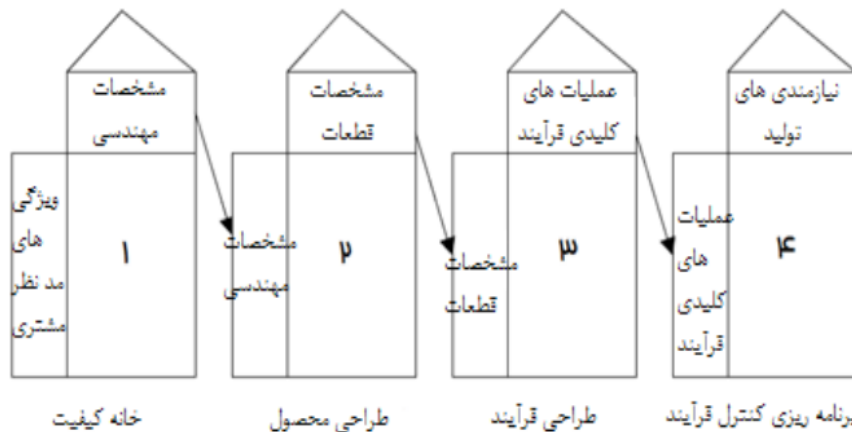 مشخصات
مهندسی
ویژگی
های
مد نظر
مشتری
۱
خانه کیفیت
مشخصات
قطعات
مشخصات
مهندسی
۲
طراحی محصول
عملیات های
کلیدی قرآیند
مشخصات
قطعات
۳
طراحی قرآیند
نیازمندی های
تولید
عملیات
های
کلیدی
قرآیند
۴
برنامه ریزی کنترل قرآیند